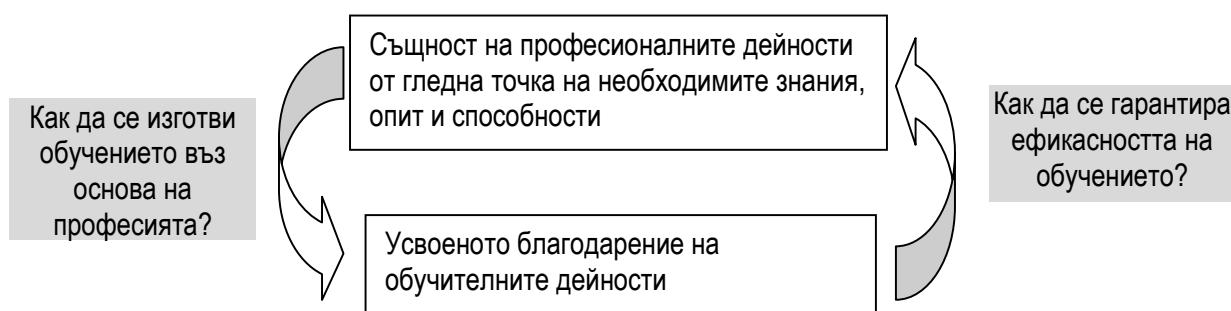 Същност на професионалните дейности
от гледна точка на необходимите знания,
опит и способности
Как да се изготви
обучението въз
основа на
професията?
Как да се гарантира
ефикасността на
обучението?
Усвоеното благодарение на
обучителните дейности